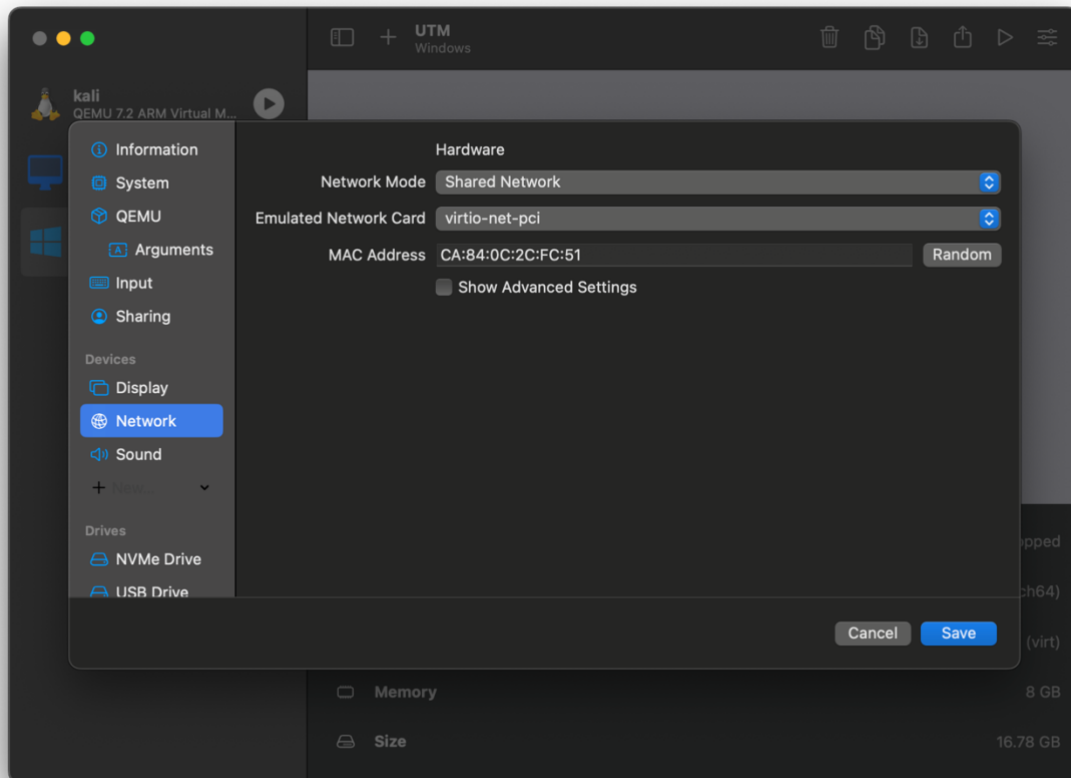 UTM
Windows
kali
QEMU 7.2 ARM Virtual M...
Information
System
QEMU
Arguments
Input
Sharing
Devices
Display
Network
Sound
New...
Drives
NVMe Drive
USB Drive
Hardware
Network Mode Shared Network
Emulated Network Card virtio-net-pci
MAC Address CA:84:0C:2C:FC:51 Random
Show Advanced Settings
Cancel Save
opped
ch64)
(virt)
Memory 8 GB
Size 16.78 GB